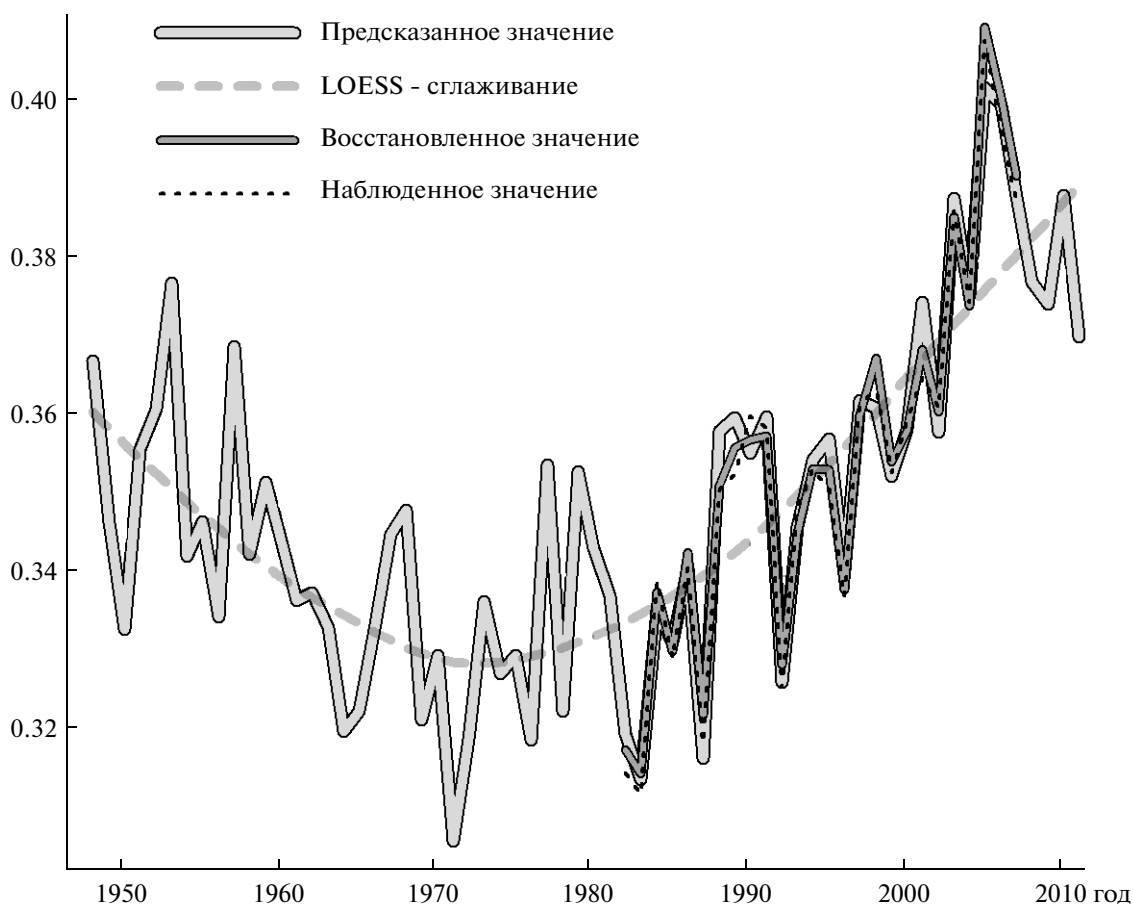 Предсказанное значение
LOESS - сглаживание
Восстановленное значение
Наблюденное значение
0.40
0.38
0.36
0.34
0.32
1950 1960 1970 1980 1990 2000 2010 год